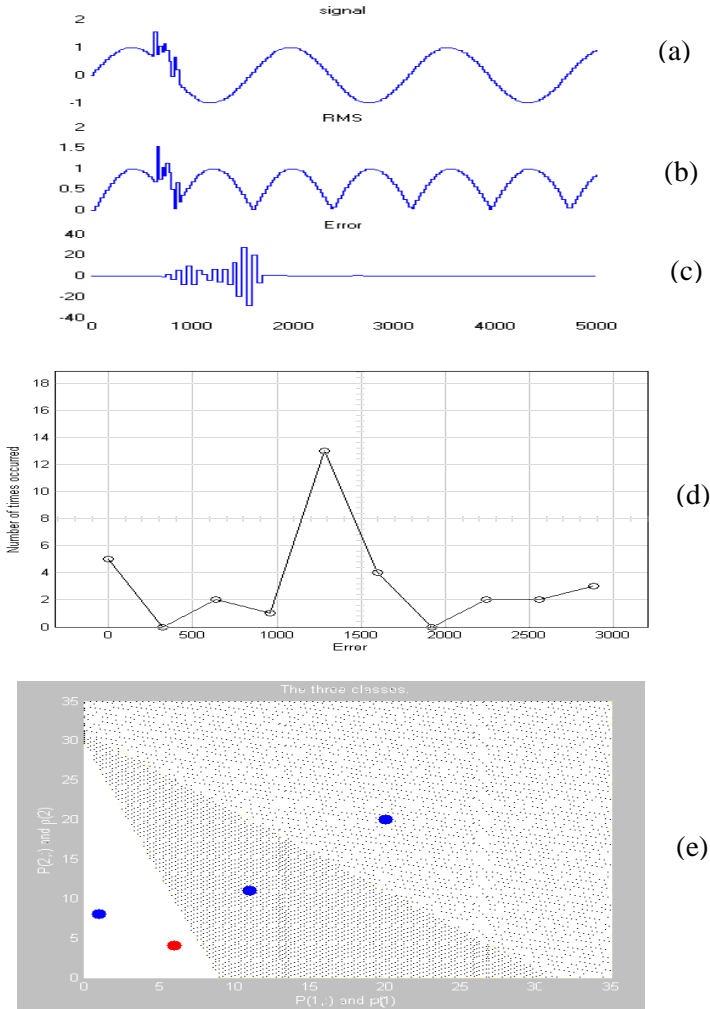 signal
2
1
0
-1
(a)
RMS
2
1.5
1
0.5
0
(b)
Error
40
20
0
-20
-40
0 1000 2000 3000 4000 5000
(c)
18
16
14
12
10
8
6
4
2
0
Number of times occurred
0 500 1000 1500 2000 2500 3000
Error
(d)
The three classes.
35
30
25
20
15
10
5
0
P(2,:) and p(2)
0 5 10 15 20 25 30 35
P(1,:) and p(1)
(e)